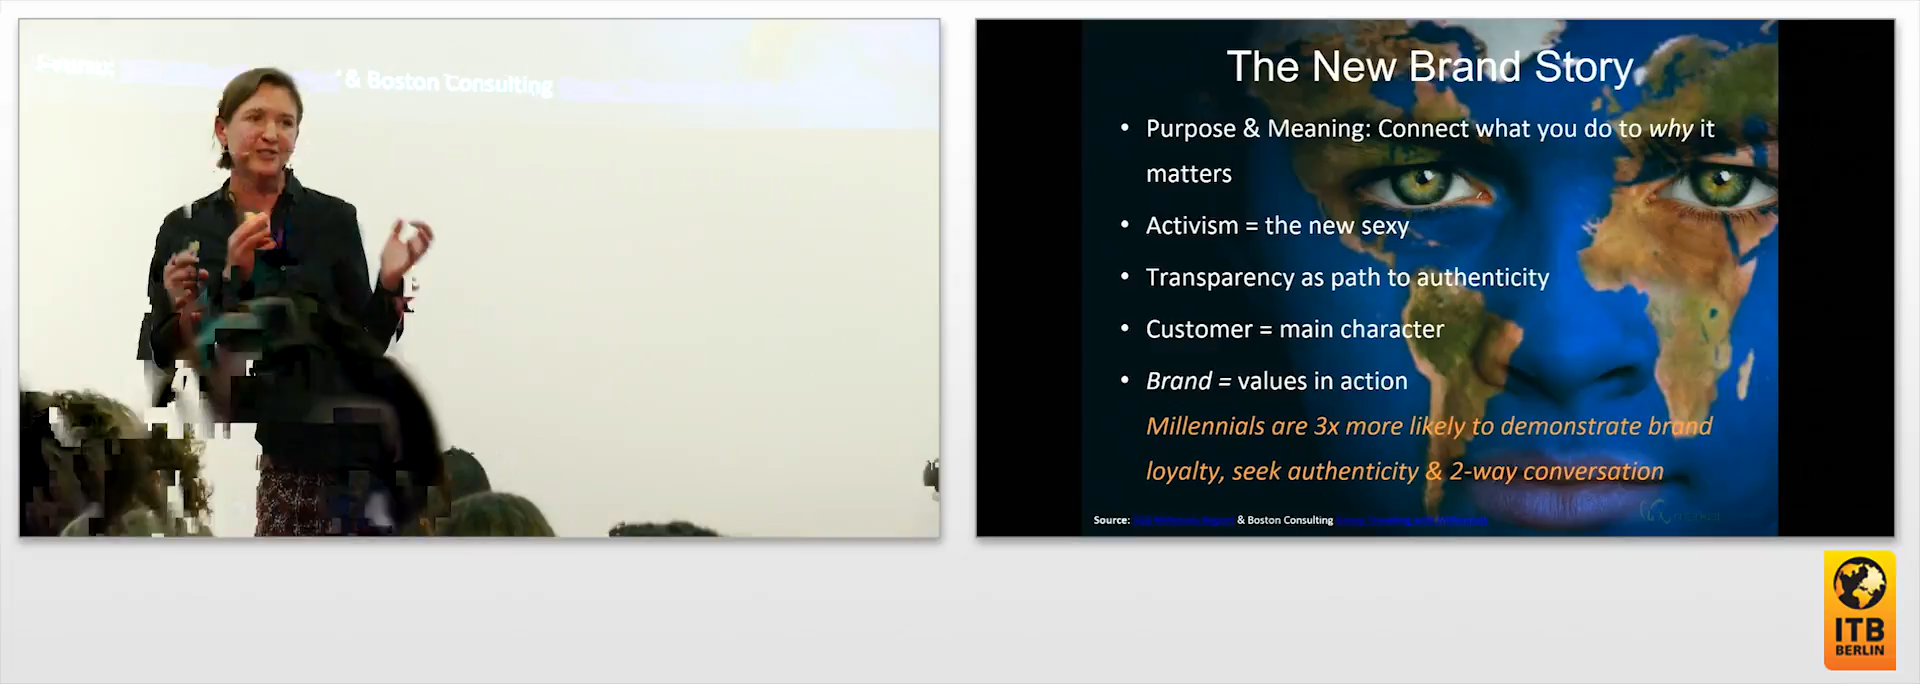 & Boston Consulting
The New Brand Story
• Purpose & Meaning: Connect what you do to why it
matters
• Activism = the new sexy
• Transparency as path to authenticity
• Customer = main character
• Brand = values in action
Millennials are 3x more likely to demonstrate brand
loyalty, seek authenticity & 2-way conversation
Source: & Boston Consulting
ITB
BERLIN